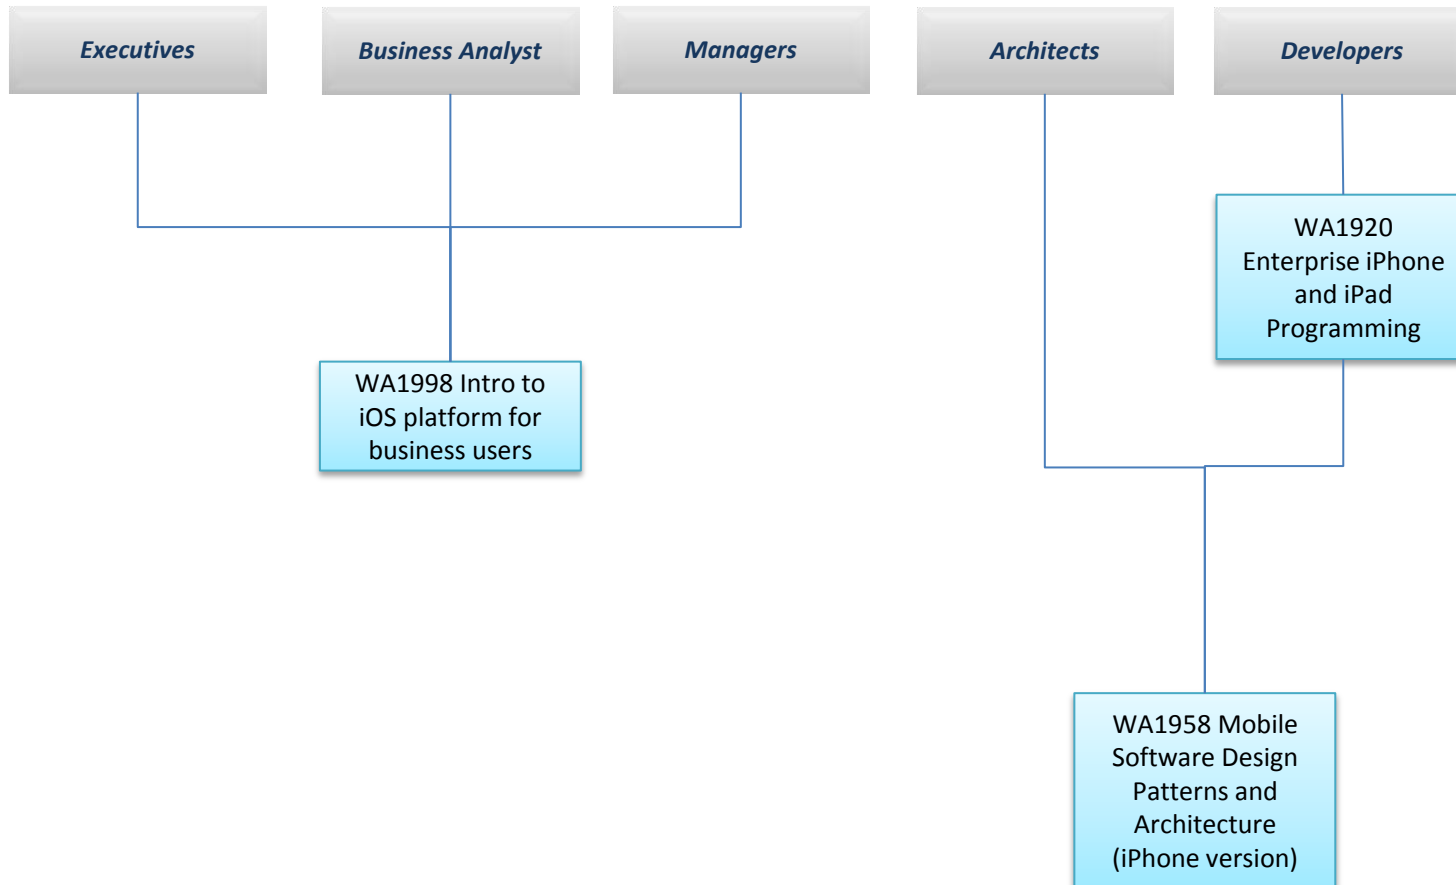 Executives
Business Analyst
Managers
Architects
Developers
WA1920
Enterprise iPhone
and iPad
Programming
WA1998 Intro to
iOS platform for
business users
WA1958 Mobile
Software Design
Patterns and
Architecture
(iPhone version)